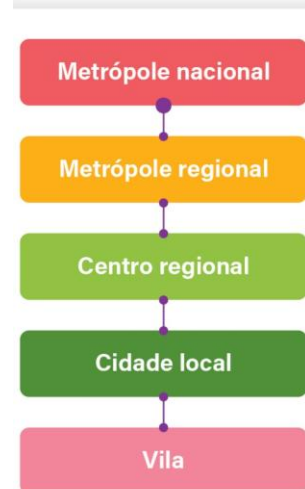 Metrópole nacional
Metrópole regional
Centro regional
Cidade local
Vila